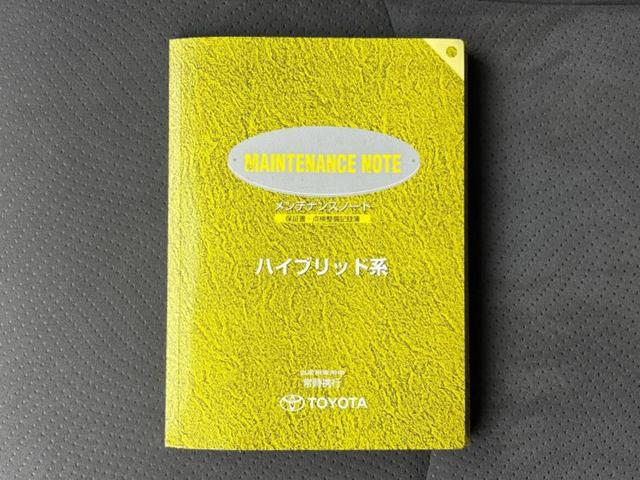 MAINTENANCE NOTE
メンテナンスノート
保証書・点検整備記録簿
ハイブリッド系
常時携行
TOYOTA